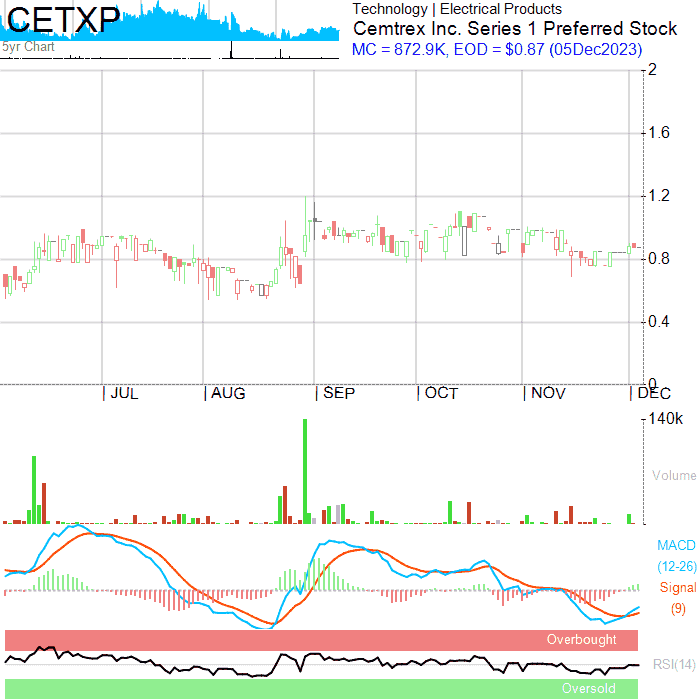 CETXP
5yr Chart
Technology | Electrical Products
Cemtrex Inc. Series 1 Preferred Stock
MC = 872.9K, EOD = $0.87 (05Dec2023)
2
1.6
1.2
0.8
0.4
0
JUL AUG SEP OCT NOV DEC
140k
Volume
MACD
(12-26)
Signal
(9)
Overbought
RSI(14)
Oversold